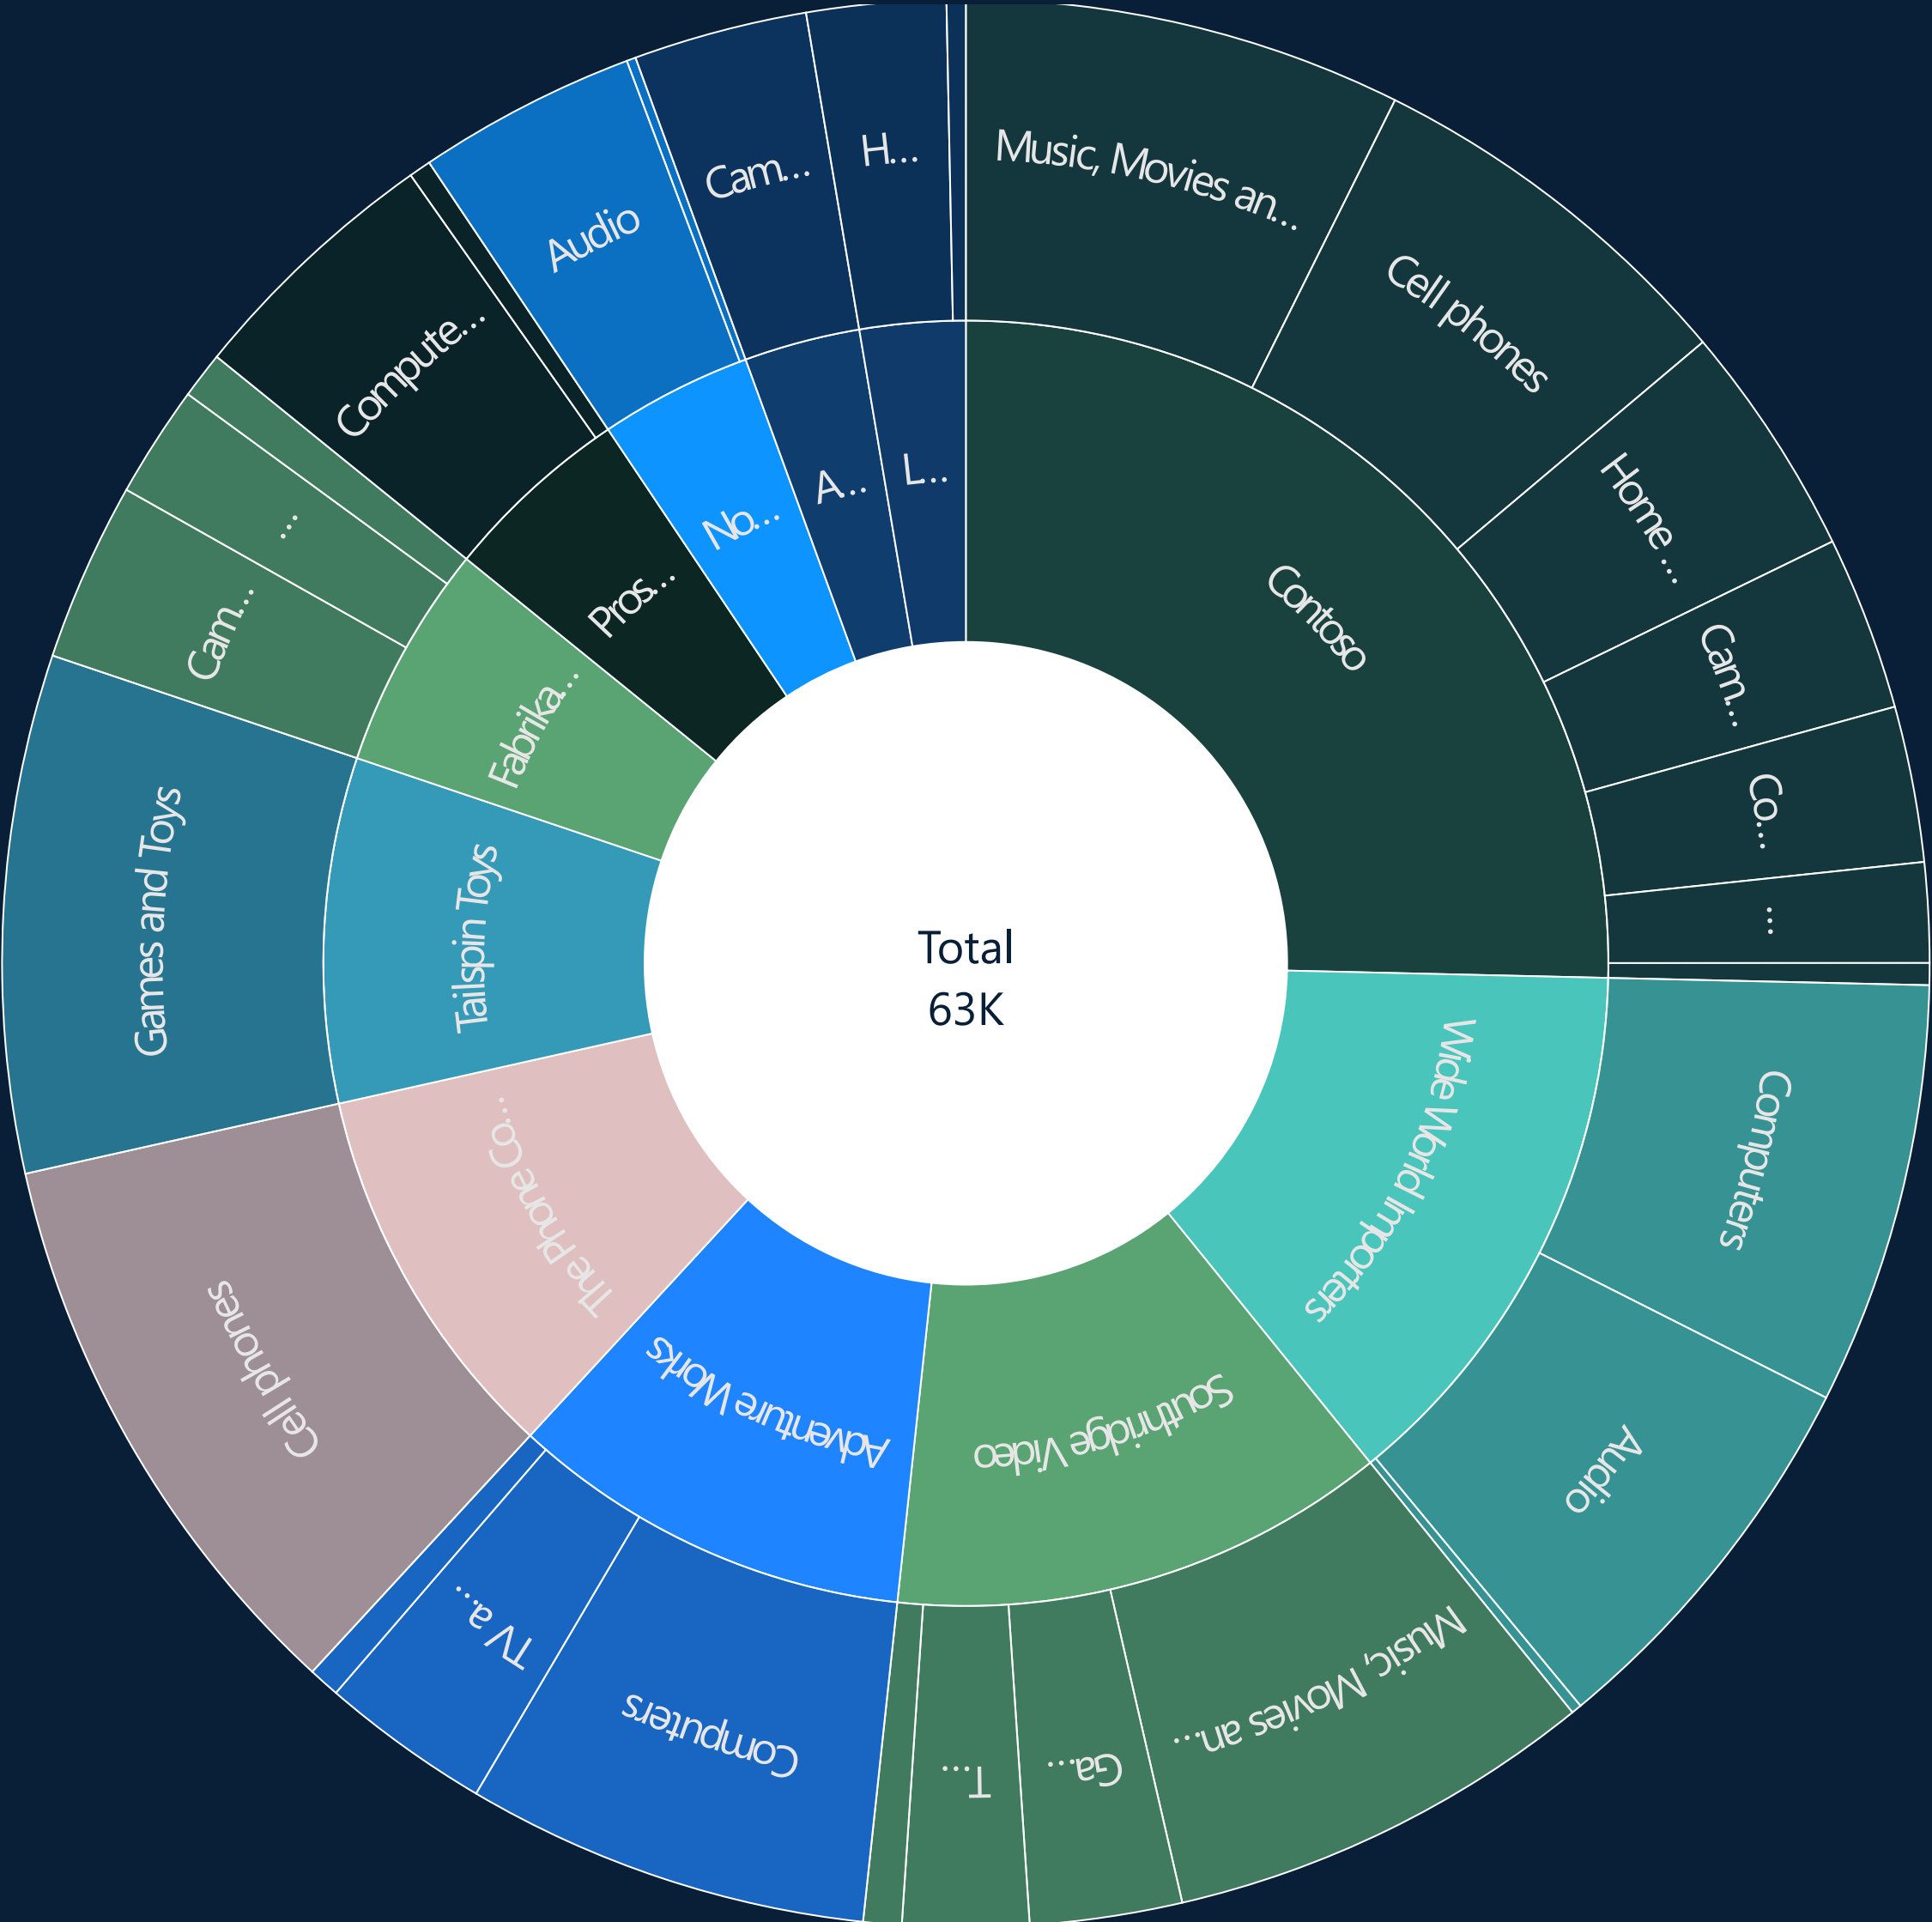 Total
63K
Contoso
Wide World Importers
Southridge Video
Adventure Works
The Phone Co...
Tailspin Toys
Fabrika...
Pros...
No...
A...
L...
Music, Movies an...
Cell phones
Home ...
Cam...
Co...
...
Computers
Audio
Music, Movies an...
Ga...
T...
Computers
TV a...
Cell phones
Games and Toys
Cam...
...
Compute...
Audio
Cam...
H...